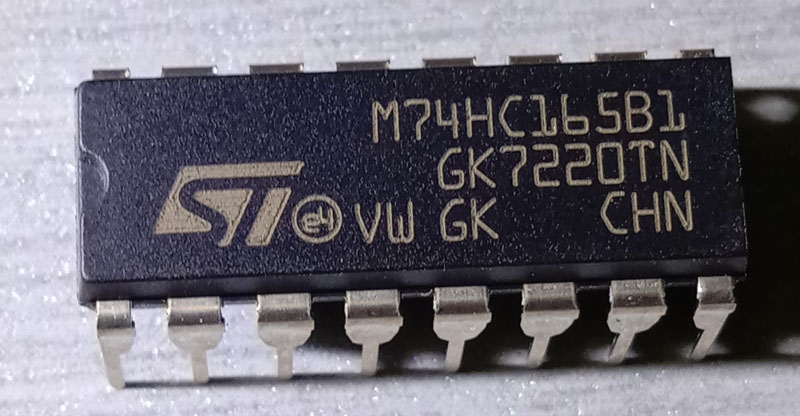 M74HC165B1
GK7220TN
ST e4 VW GK CHN